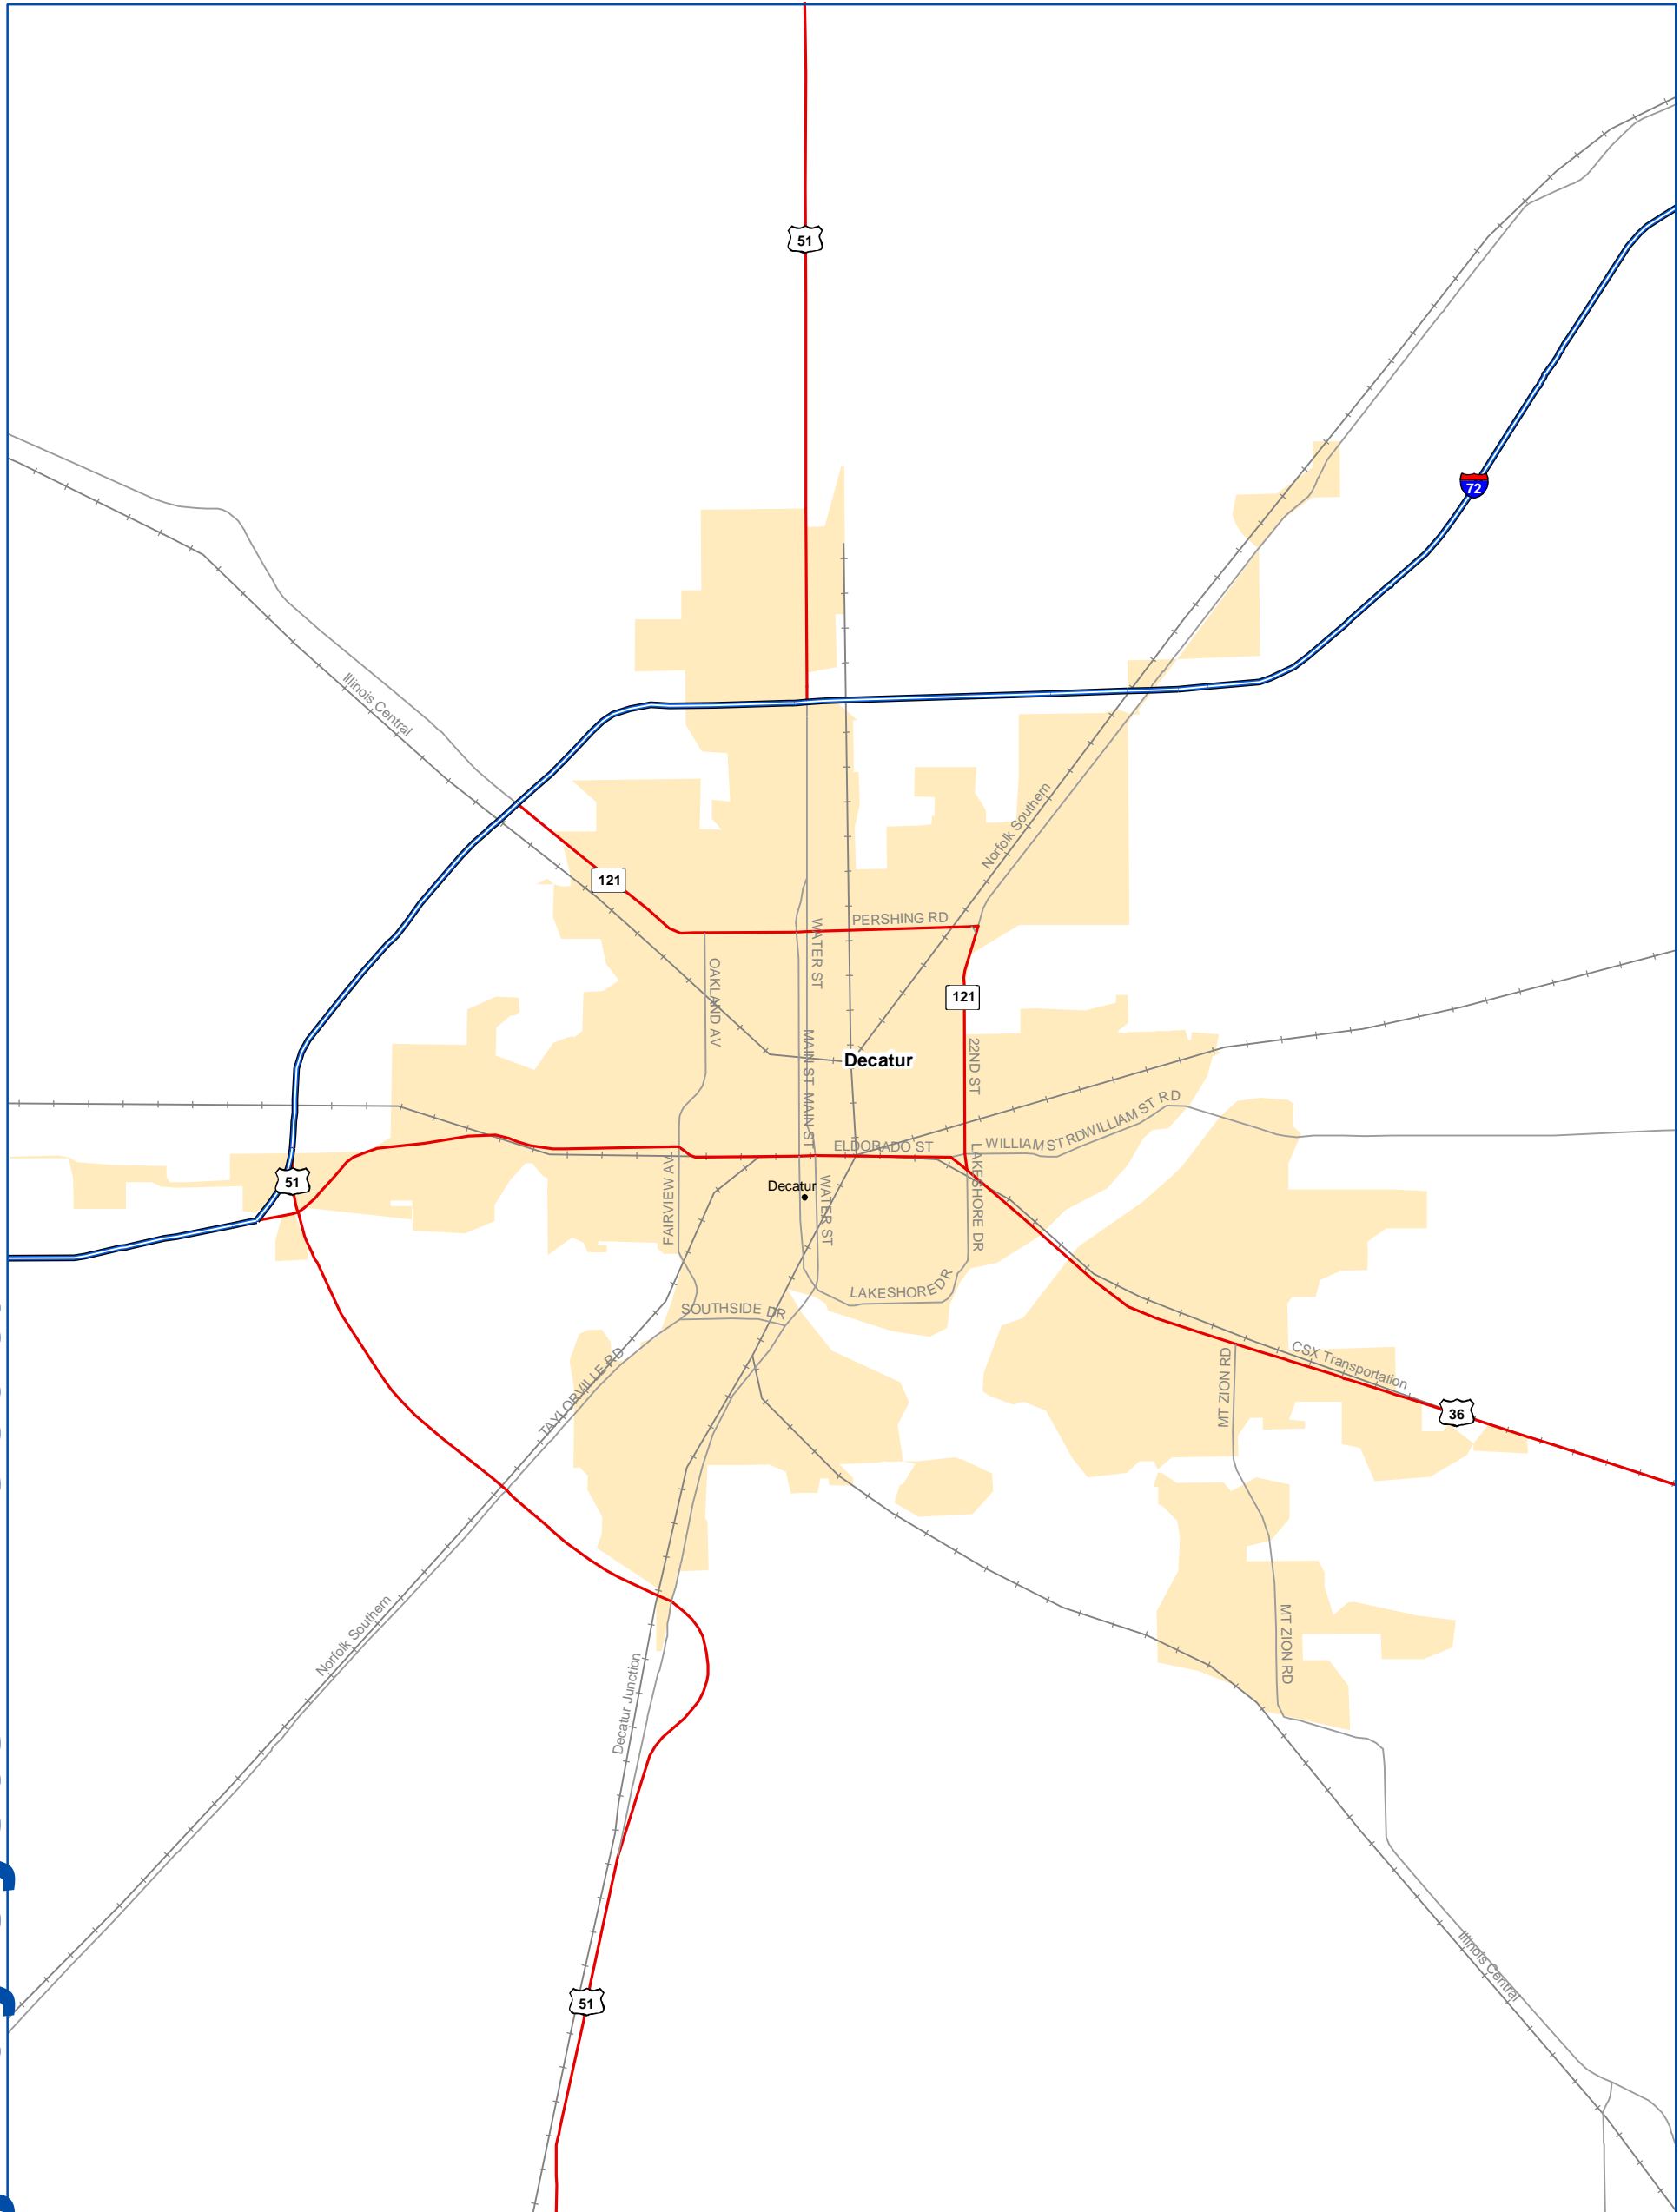 51
72
Illinois Central
Norfolk Southern
121
PERSHING RD
WATER ST
OAKLAND AV
121
MAIN ST
Decatur
22ND ST
WILLIAM ST RD
WILLIAM ST RD
MAIN ST
ELDORADO ST
LAKESHORE DR
51
FAIRVIEW AV
Decatur
WATER ST
LAKESHORE DR
SOUTHSIDE DR
TAYLORVILLE RD
MT ZION RD
CSX Transportation
36
Norfolk Southern
MT ZION RD
Decatur Junction
Illinois Central
51